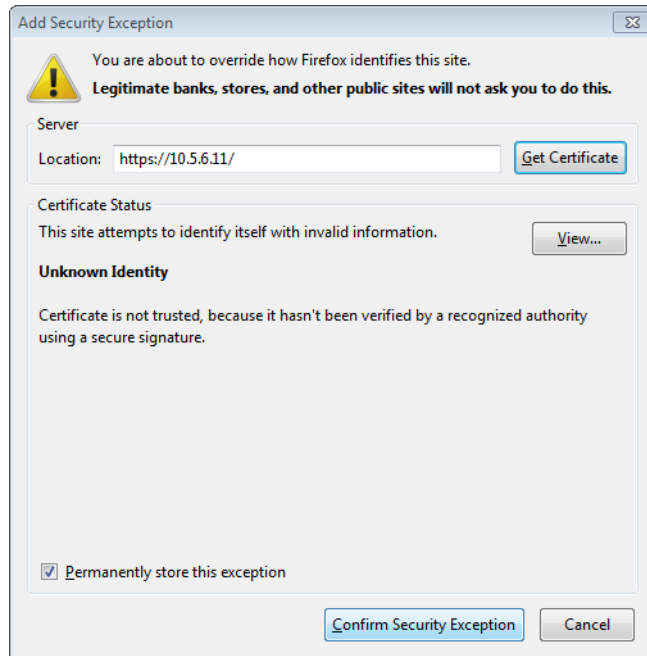 Add Security Exception
You are about to override how Firefox identifies this site.
Legitimate banks, stores, and other public sites will not ask you to do this.
Server
Location: https://10.5.6.11/ Get Certificate
Certificate Status
This site attempts to identify itself with invalid information. View...
Unknown Identity
Certificate is not trusted, because it hasn't been verified by a recognized authority
using a secure signature.
Permanently store this exception
Confirm Security Exception Cancel